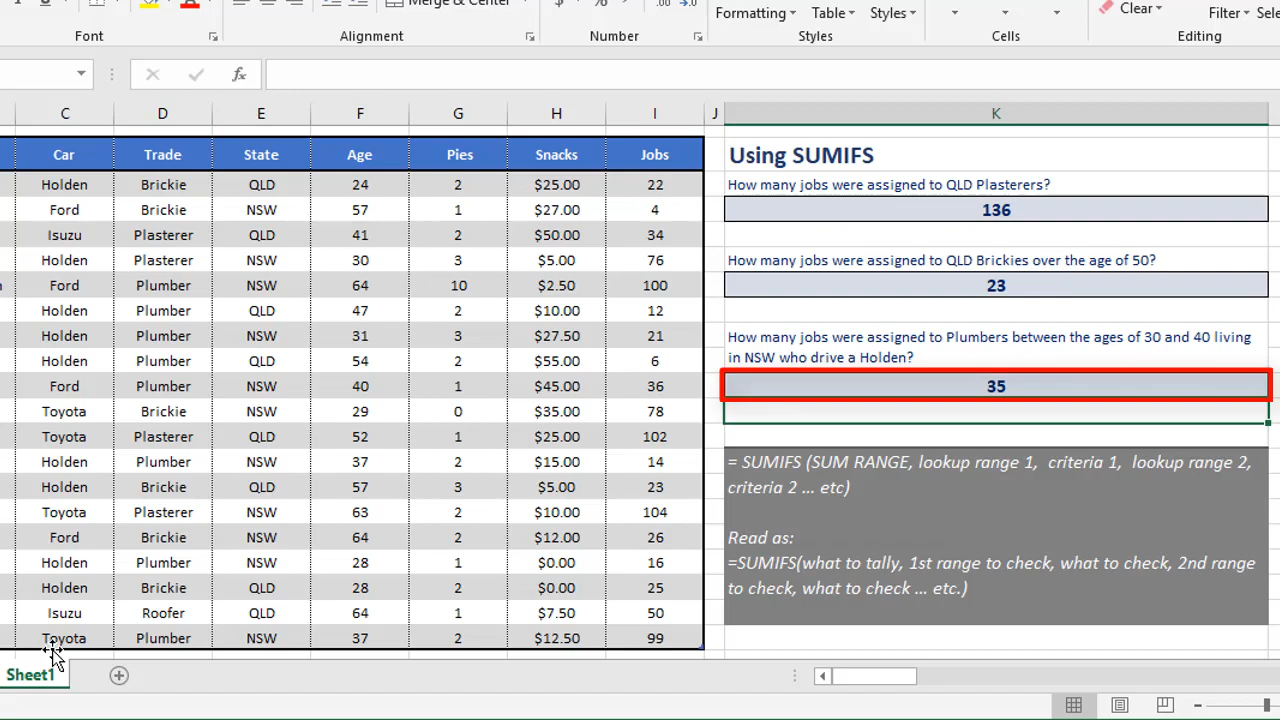 Merge & Center
$ %
.00 →.0
Formatting Table Styles
Clear
Filter
Font Alignment Number Styles Cells Editing
fx
C D E F G H I J K
Car Trade State Age Pies Snacks Jobs
Holden Brickie QLD 24 2 $25.00 22
Ford Brickie NSW 57 1 $27.00 4
Isuzu Plasterer QLD 41 2 $50.00 34
Holden Plasterer NSW 30 3 $5.00 76
Ford Plumber NSW 64 10 $2.50 100
Holden Plumber QLD 47 2 $10.00 12
Holden Plumber NSW 31 3 $27.50 21
Holden Plumber QLD 54 2 $55.00 6
Ford Plumber NSW 40 1 $45.00 36
Toyota Brickie NSW 29 0 $35.00 78
Toyota Plasterer QLD 52 1 $25.00 102
Holden Plumber NSW 37 2 $15.00 14
Holden Brickie QLD 57 3 $5.00 23
Toyota Plasterer NSW 63 2 $10.00 104
Ford Brickie NSW 64 2 $12.00 26
Holden Plumber NSW 28 1 $0.00 16
Holden Brickie QLD 28 2 $0.00 25
Isuzu Roofer QLD 64 1 $7.50 50
Toyota Plumber NSW 37 2 $12.50 99
Using SUMIFS
How many jobs were assigned to QLD Plasterers?
136
How many jobs were assigned to QLD Brickies over the age of 50?
23
How many jobs were assigned to Plumbers between the ages of 30 and 40 living
in NSW who drive a Holden?
35
= SUMIFS (SUM RANGE, lookup range 1, criteria 1, lookup range 2,
criteria 2 ... etc)
Read as:
=SUMIFS(what to tally, 1st range to check, what to check, 2nd range
to check, what to check ... etc.)
Sheet1